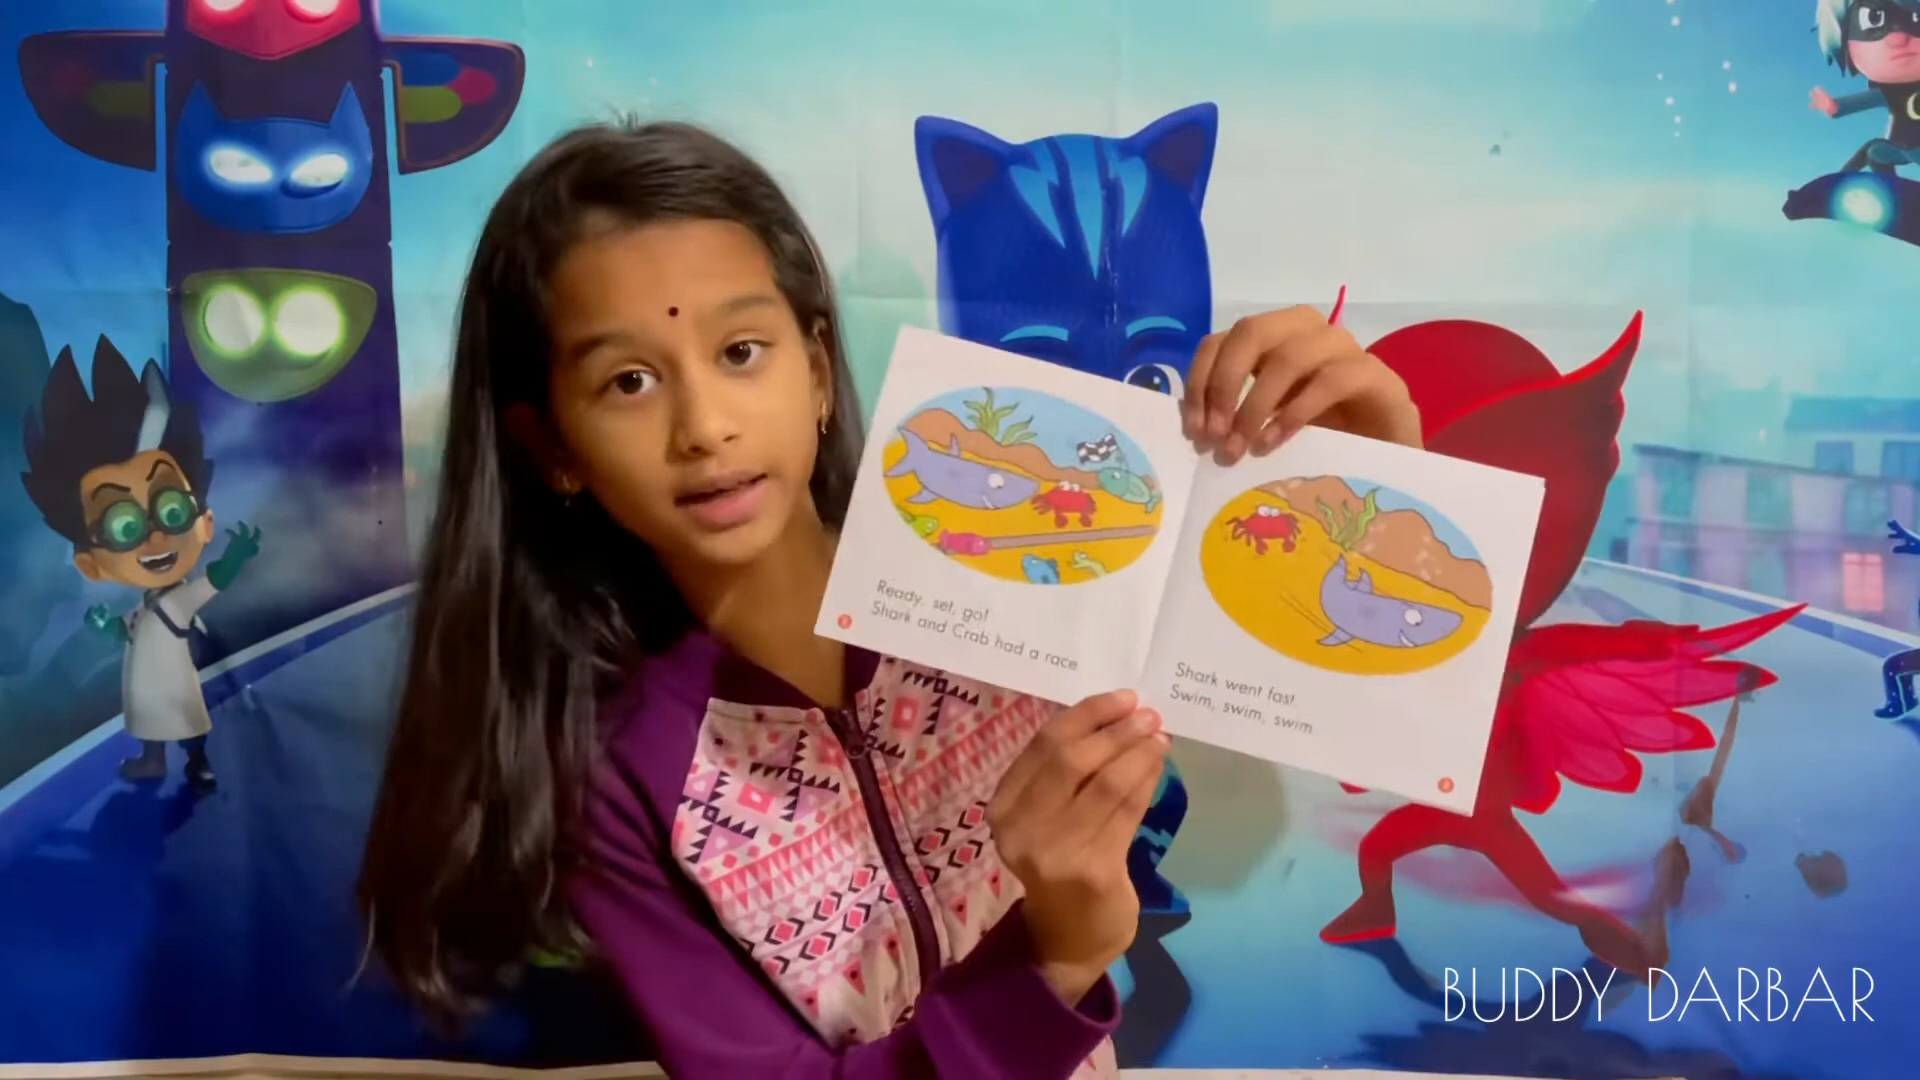 Ready, set, go!
Shark and Crab had a race
Shark went fast.
Swim, swim, swim
BUDDY DARBAR